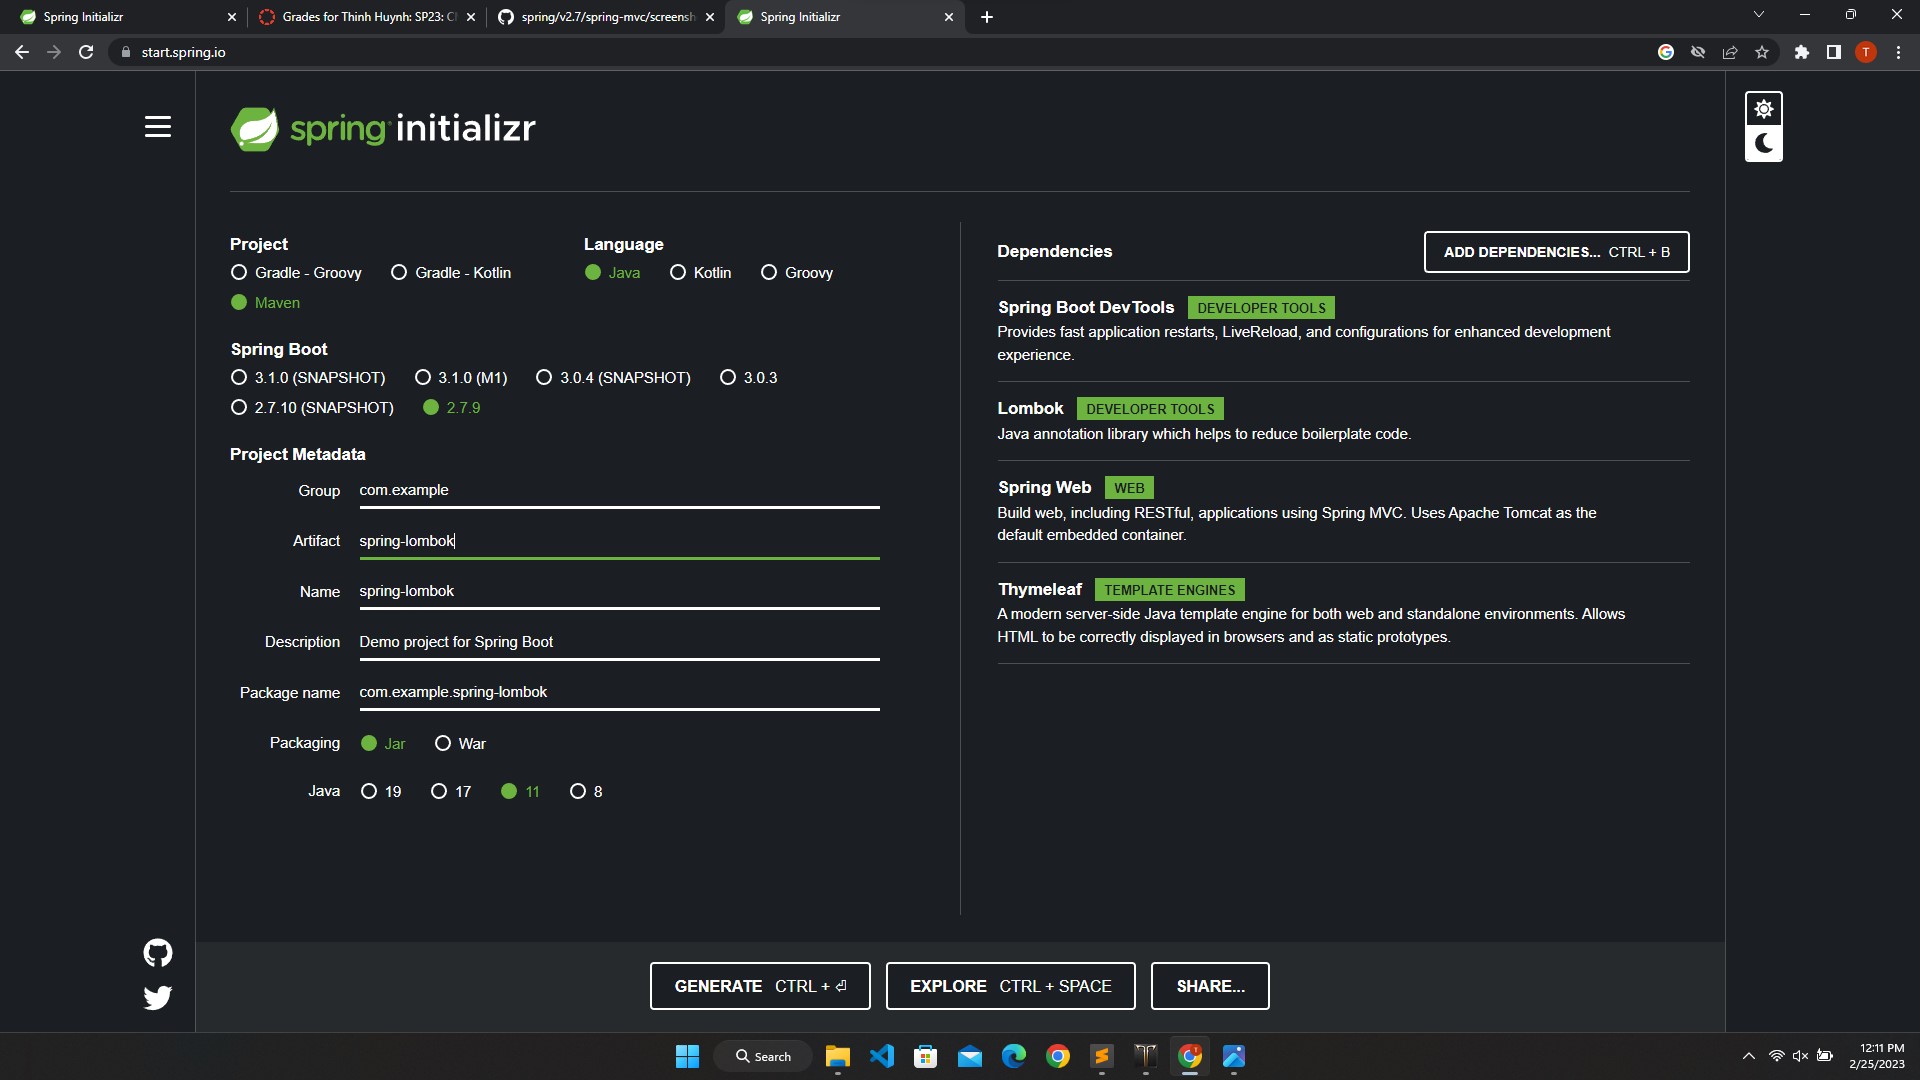 Spring Initializr
Grades for Thinh Huynh: SP23: C
spring/v2.7/spring-mvc/screensh
Spring Initializr
start.spring.io
T
spring initializr
Project
Gradle - Groovy
Gradle - Kotlin
Maven
Language
Java
Kotlin
Groovy
Spring Boot
3.1.0 (SNAPSHOT)
3.1.0 (M1)
3.0.4 (SNAPSHOT)
3.0.3
2.7.10 (SNAPSHOT)
2.7.9
Project Metadata
Group com.example
Artifact spring-lombok
Name spring-lombok
Description Demo project for Spring Boot
Package name com.example.spring-lombok
Packaging Jar War
Java 19 17 11 8
Dependencies
ADD DEPENDENCIES... CTRL + B
Spring Boot DevTools DEVELOPER TOOLS
Provides fast application restarts, LiveReload, and configurations for enhanced development
experience.
Lombok DEVELOPER TOOLS
Java annotation library which helps to reduce boilerplate code.
Spring Web WEB
Build web, including RESTful, applications using Spring MVC. Uses Apache Tomcat as the
default embedded container.
Thymeleaf TEMPLATE ENGINES
A modern server-side Java template engine for both web and standalone environments. Allows
HTML to be correctly displayed in browsers and as static prototypes.
GENERATE CTRL + ⏎
EXPLORE CTRL + SPACE
SHARE...
Search
12:11 PM
2/25/2023